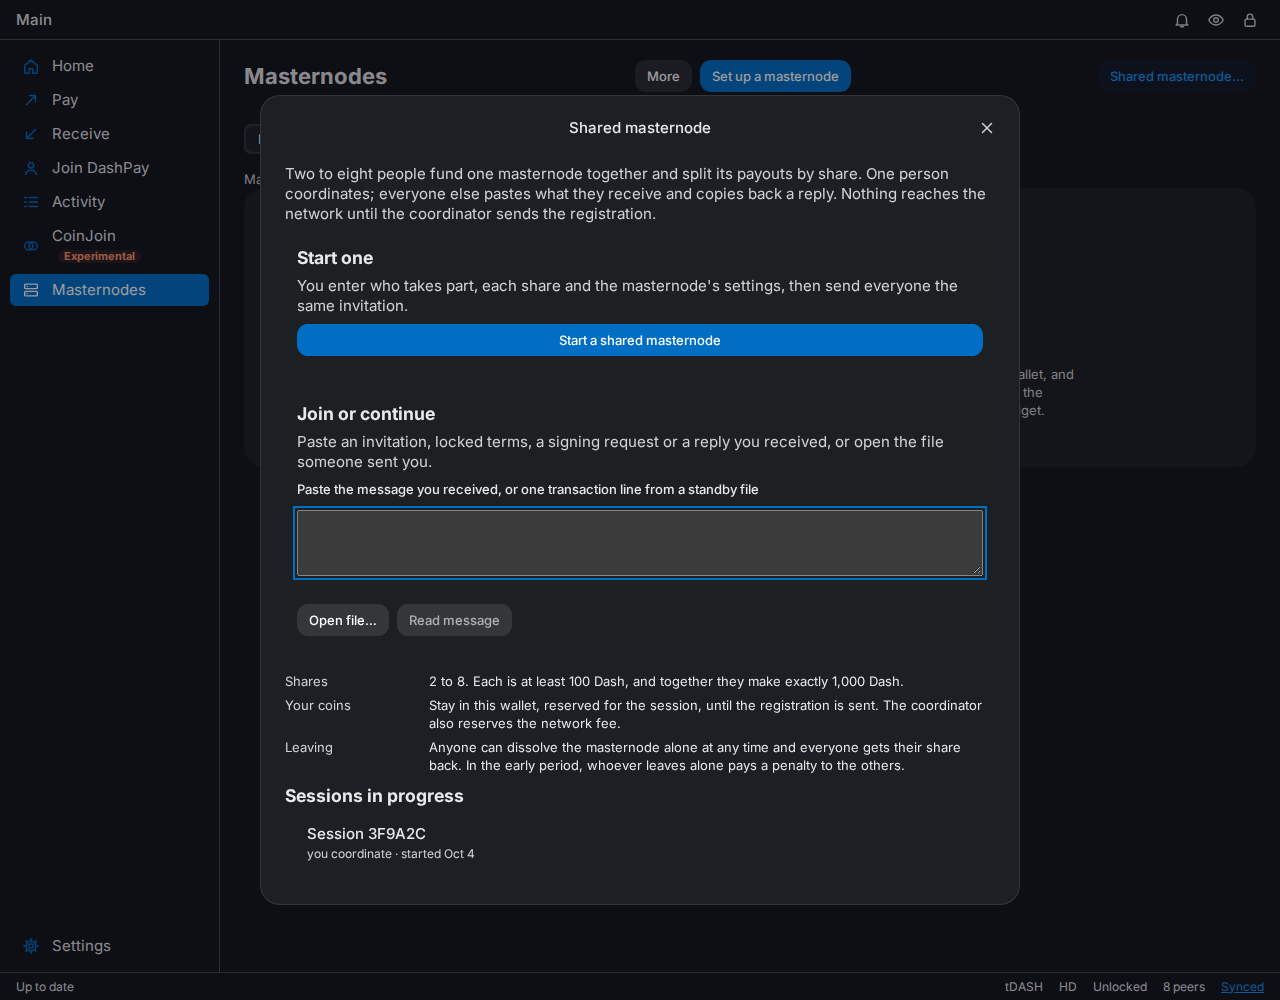 Main
Home
Pay
Receive
Join DashPay
Activity
CoinJoin
Experimental
Masternodes
Settings
Masternodes
More
Set up a masternode
Shared masternode...
Shared masternode
Two to eight people fund one masternode together and split its payouts by share. One person
coordinates; everyone else pastes what they receive and copies back a reply. Nothing reaches the
network until the coordinator sends the registration.
Start one
You enter who takes part, each share and the masternode's settings, then send everyone the
same invitation.
Start a shared masternode
Join or continue
Paste an invitation, locked terms, a signing request or a reply you received, or open the file
someone sent you.
Paste the message you received, or one transaction line from a standby file
Open file...
Read message
Shares
2 to 8. Each is at least 100 Dash, and together they make exactly 1,000 Dash.
Your coins
Stay in this wallet, reserved for the session, until the registration is sent. The coordinator
also reserves the network fee.
Leaving
Anyone can dissolve the masternode alone at any time and everyone gets their share
back. In the early period, whoever leaves alone pays a penalty to the others.
Sessions in progress
Session 3F9A2C
you coordinate · started Oct 4
and
the
Up to date
tDASH
HD
Unlocked
8 peers
Synced